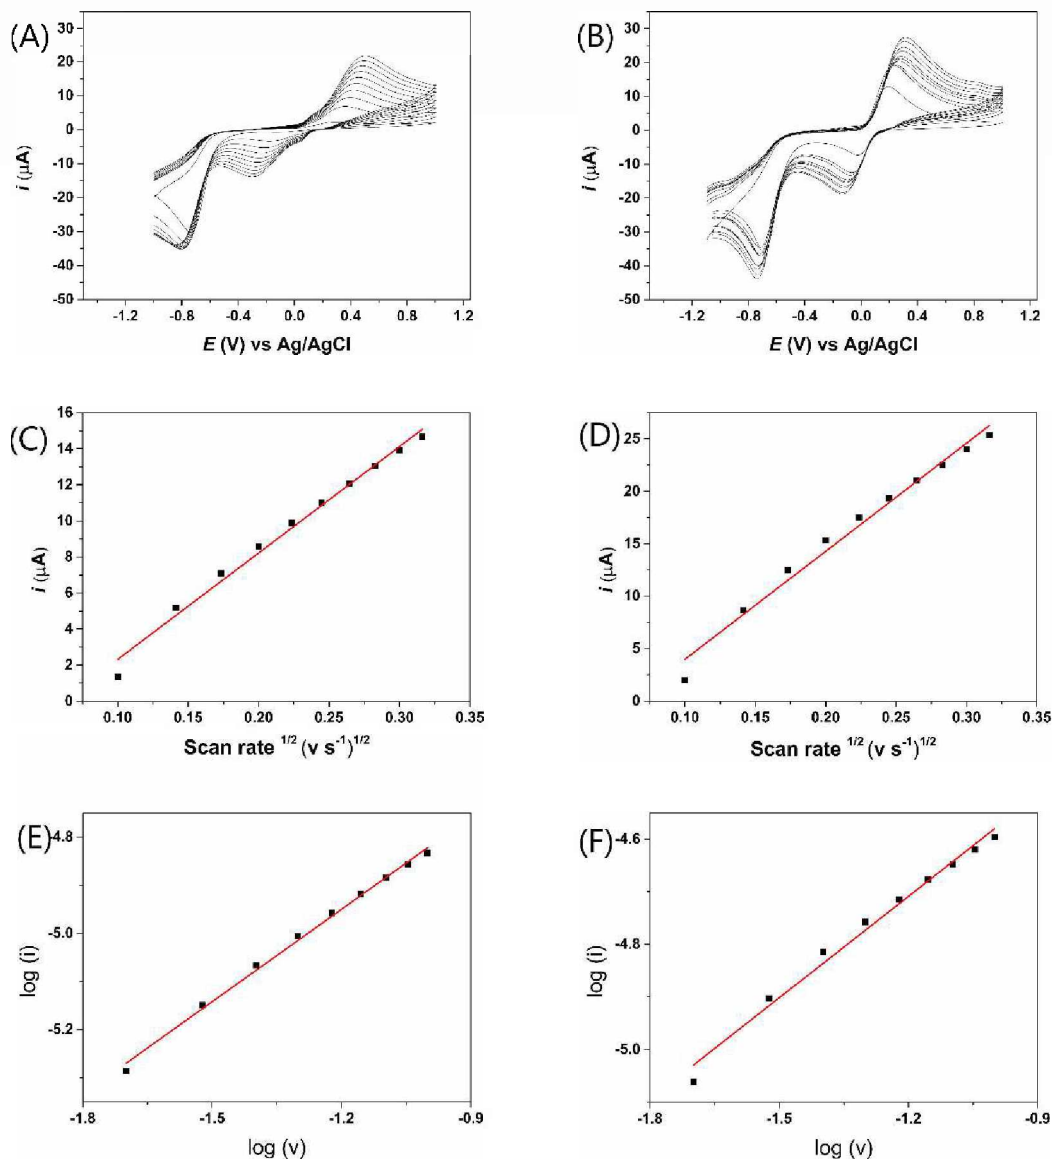 (A)
30
20
10
0
-10
-20
-30
-40
-50
i (μA)
-1.2 -0.8 -0.4 0.0 0.4 0.8 1.2
E (V) vs Ag/AgCl
(B)
30
20
10
0
-10
-20
-30
-40
-50
i (μA)
-1.2 -0.8 -0.4 0.0 0.4 0.8 1.2
E (V) vs Ag/AgCl
(C)
16
14
12
10
8
6
4
2
0
i (μA)
0.10 0.15 0.20 0.25 0.30 0.35
Scan rate 1/2 (v s-1)1/2
(D)
25
20
15
10
5
0
i (μA)
0.10 0.15 0.20 0.25 0.30 0.35
Scan rate 1/2 (v s-1)1/2
(E)
-4.8
-5.0
-5.2
log (i)
-1.8 -1.5 -1.2 -0.9
log (v)
(F)
-4.6
-4.8
-5.0
log (i)
-1.8 -1.5 -1.2 -0.9
log (v)